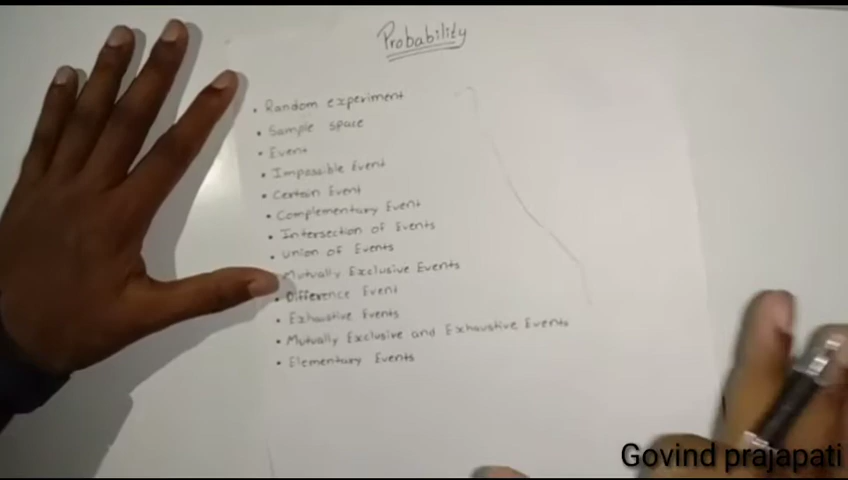 Probability
• Random experiment
• Sample space
• Event
• Impossible Event
• Certain Event
• Complementary Event
• Intersection of Events
• Union of Events
Mutually Exclusive Events
• Difference Event
• Exhaustive Events
• Mutually Exclusive and Exhaustive Events
• Elementary Events
Govind prajapati